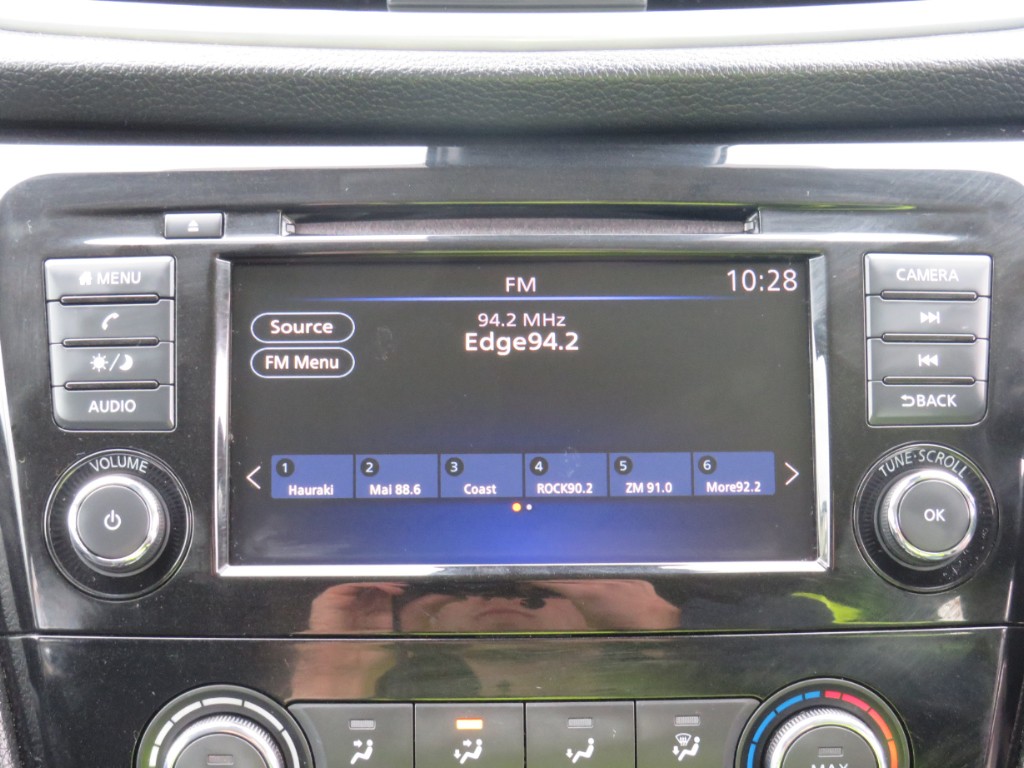 MENU
AUDIO
VOLUME
FM
10:28
94.2 MHz
Edge94.2
Source
FM Menu
1 Hauraki
2 Mai 88.6
3 Coast
4 ROCK90.2
5 ZM 91.0
6 More92.2
CAMERA
BACK
TUNE·SCROLL
OK
MAX